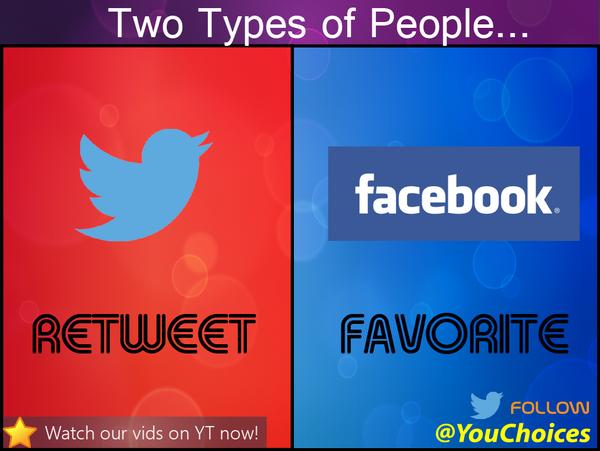 Two Types of People...
facebook®
RETWEET
FAVORITE
Watch our vids on YT now!
FOLLOW
@YouChoices